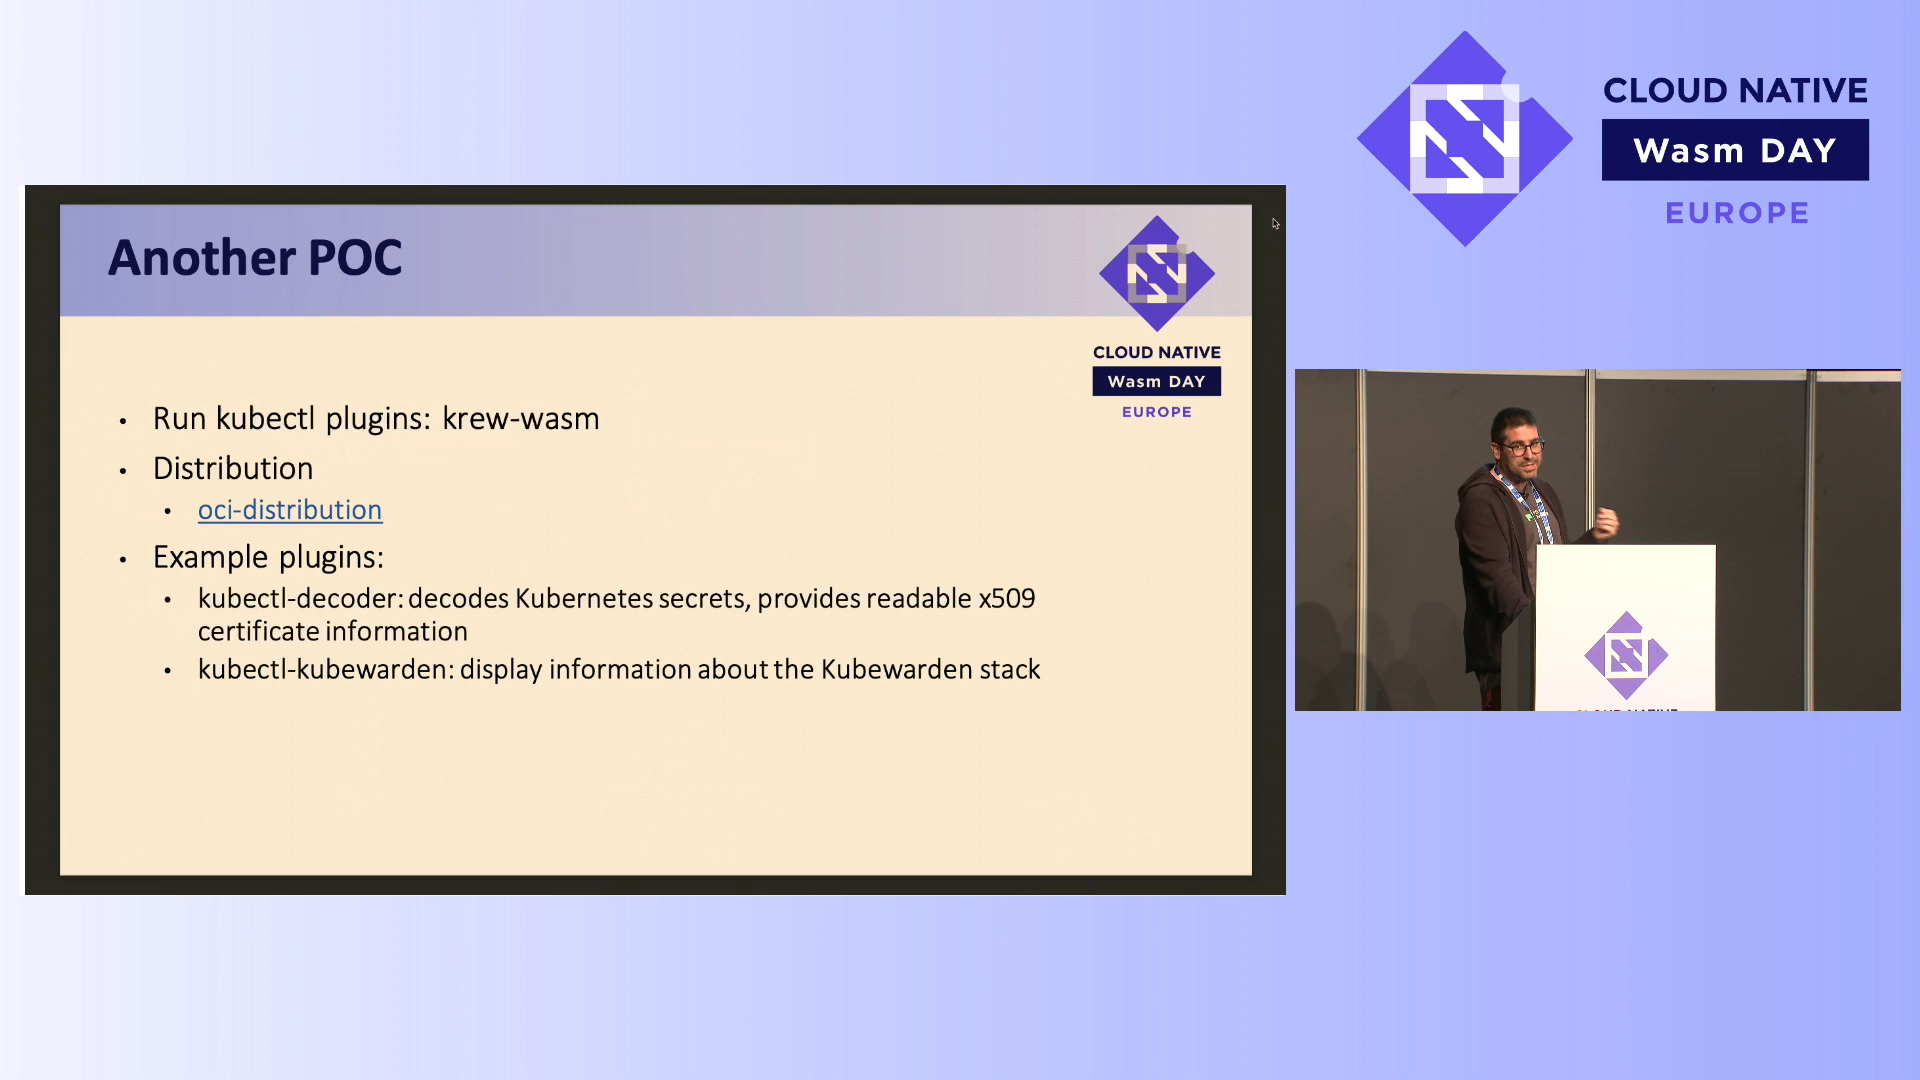 CLOUD NATIVE
Wasm DAY
EUROPE
Another POC
CLOUD NATIVE
Wasm DAY
EUROPE
• Run kubectl plugins: krew-wasm
• Distribution
• oci-distribution
• Example plugins:
• kubectl-decoder: decodes Kubernetes secrets, provides readable x509
certificate information
• kubectl-kubewarden: display information about the Kubewarden stack